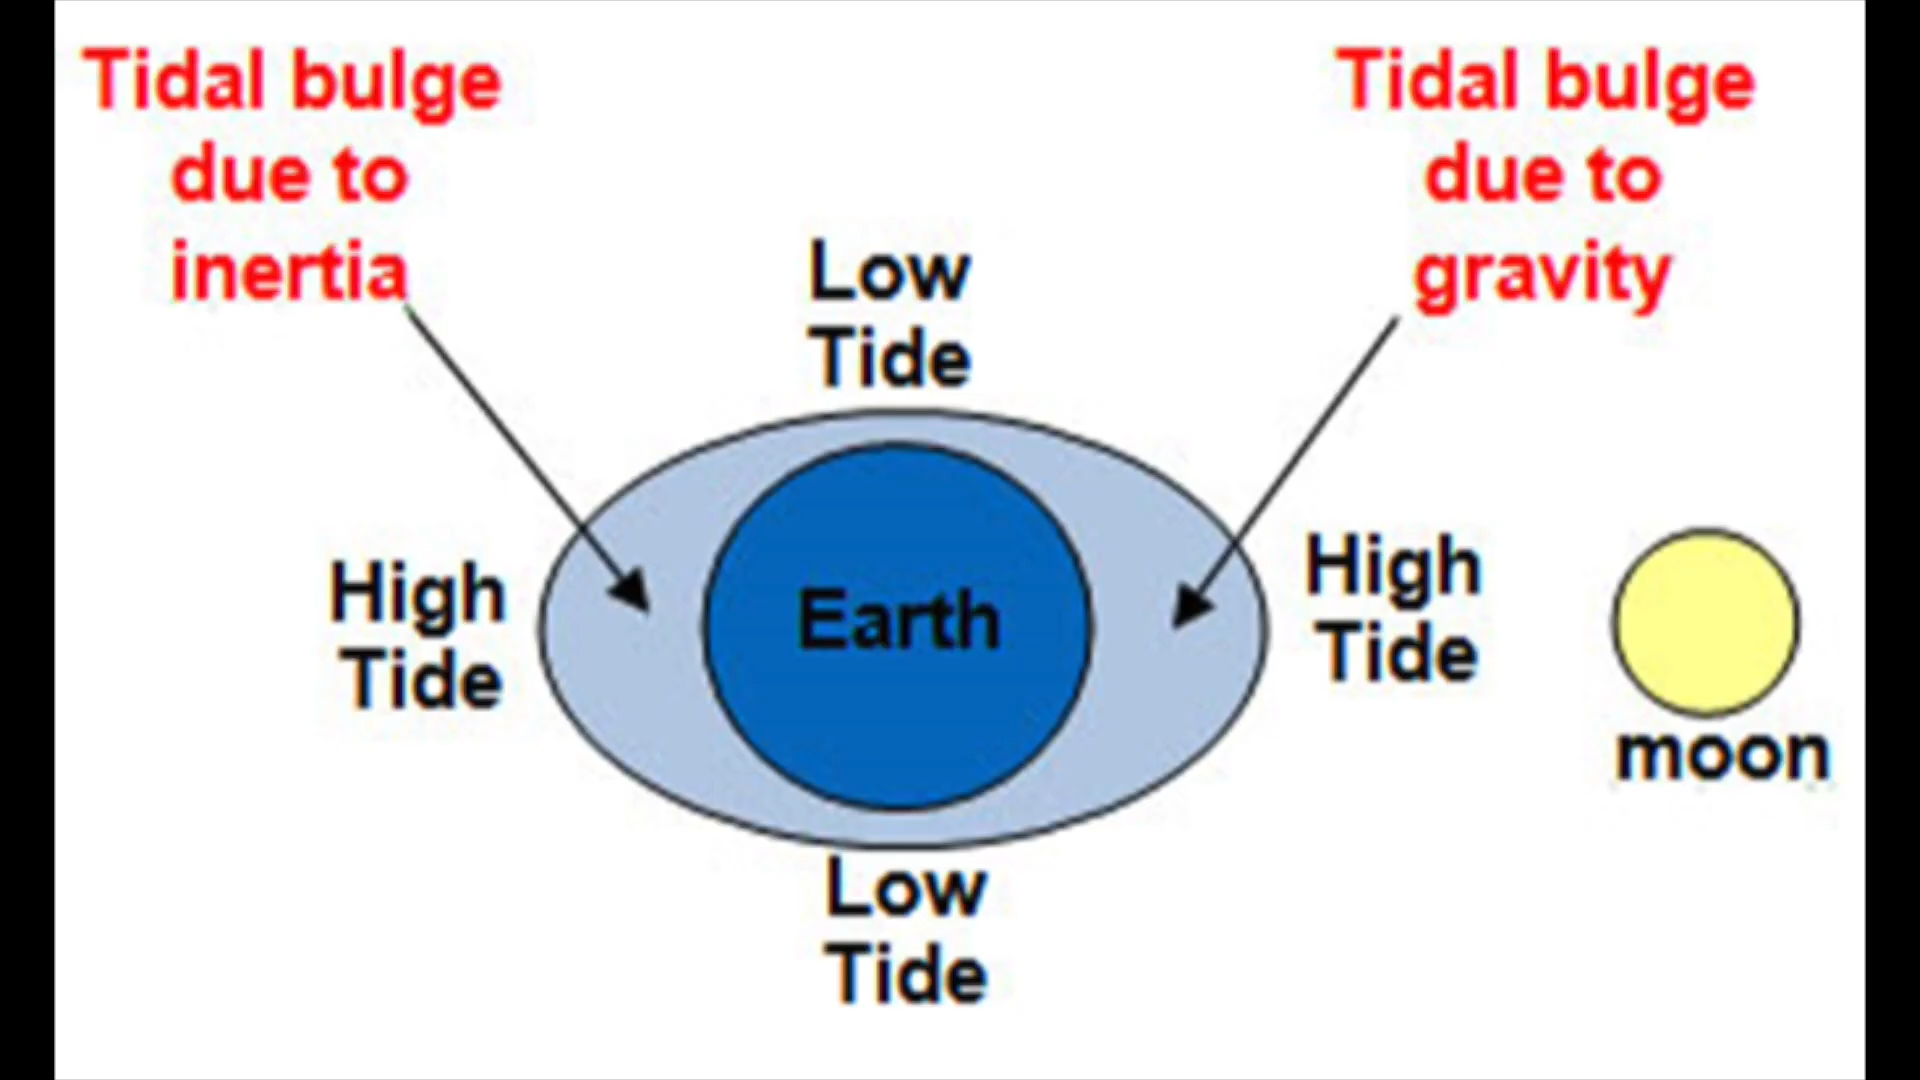 Tidal bulge
due to
inertia
Tidal bulge
due to
gravity
Low
Tide
High
Tide
Earth
High
Tide
moon
Low
Tide